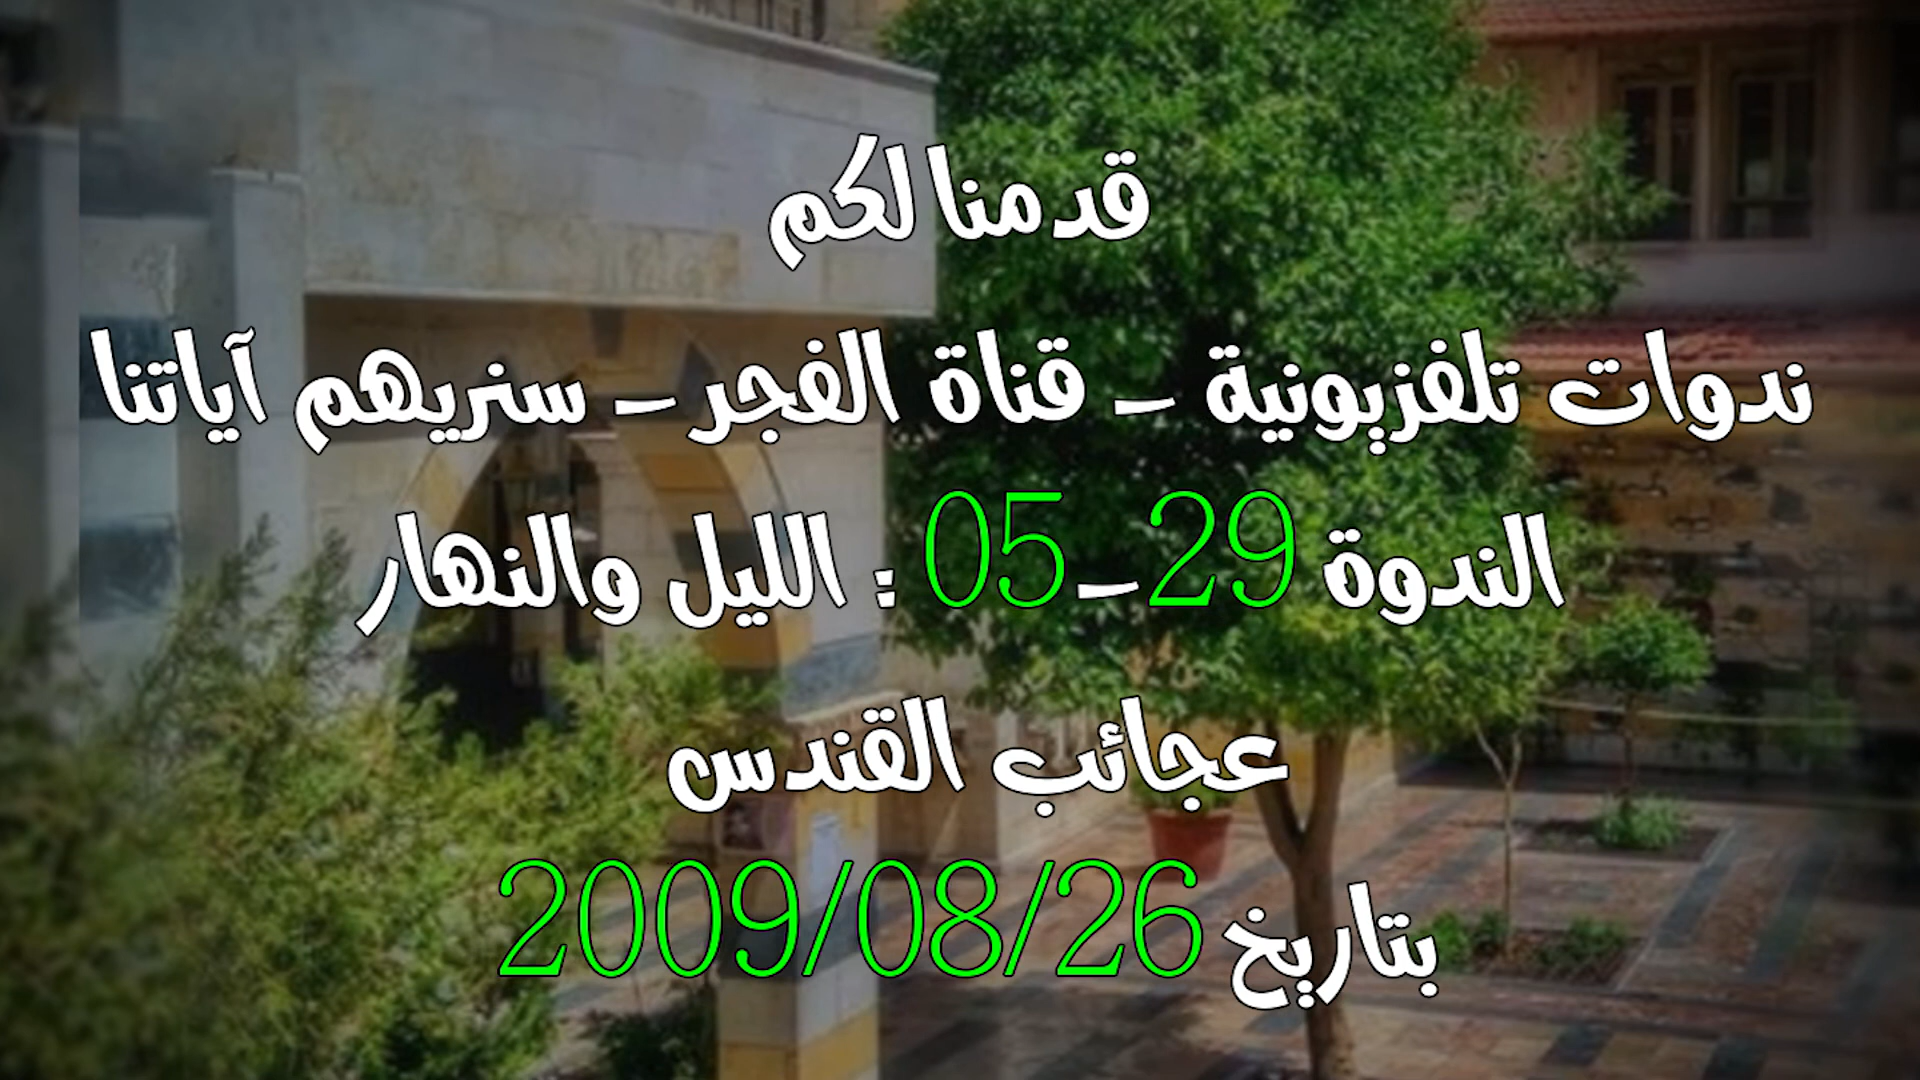 قدمنا لكم
ندوات تلفزيونية - قناة الفجر - سنريهم آياتنا
الندوة 29-05 : الليل والنهار
عجائب القندس
بتاريخ 2009/08/26